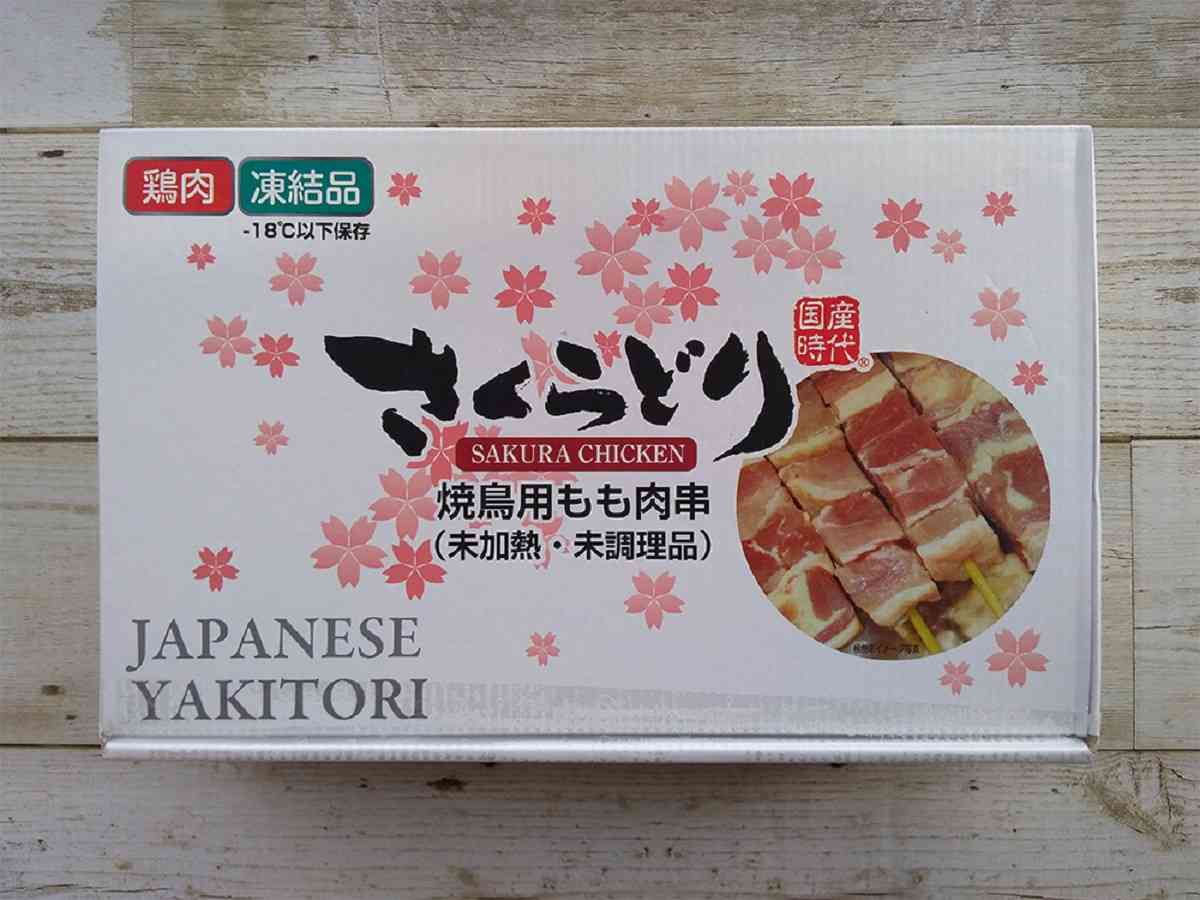 鶏肉 凍結品
-18℃以下保存
国産
時代®
さくらどり
SAKURA CHICKEN
焼鳥用もも肉串
(未加熱・未調理品)
JAPANESE
YAKITORI